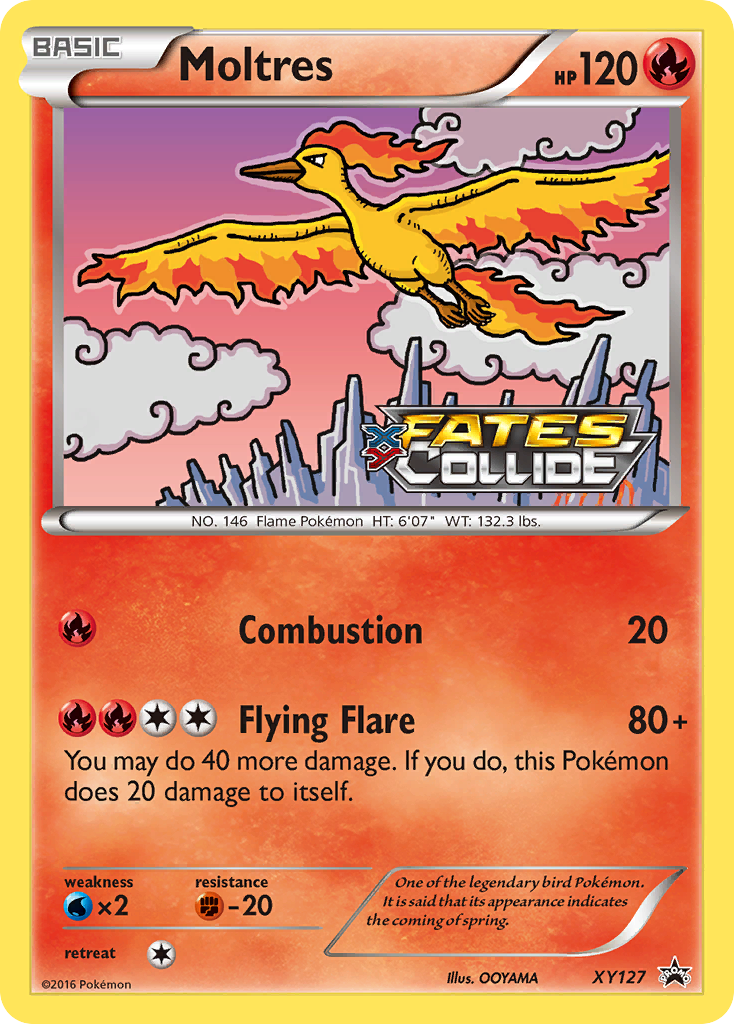 BASIC
Moltres
HP120
XY
FATES
COLLIDE
NO. 146 Flame Pokémon HT: 6'07" WT: 132.3 lbs.
Combustion 20
Flying Flare 80+
You may do 40 more damage. If you do, this Pokémon
does 20 damage to itself.
weakness
×2
resistance
-20
retreat
One of the legendary bird Pokémon.
It is said that its appearance indicates
the coming of spring.
©2016 Pokémon
Illus. OOYAMA
XY127
PROMO